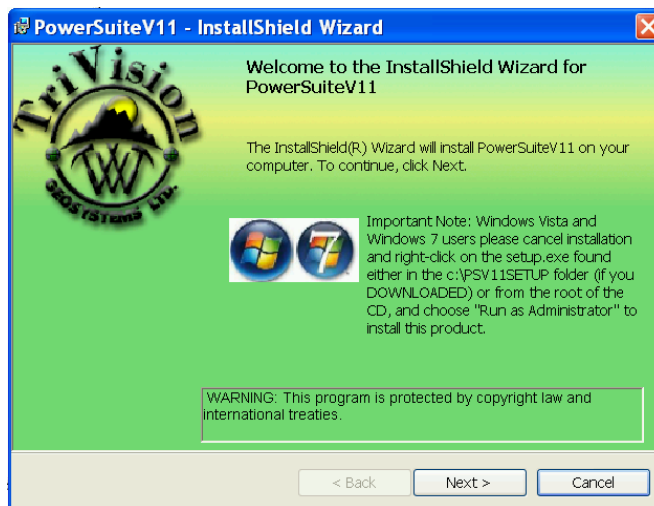 PowerSuiteV11 - InstallShield Wizard
TriVision
GEOSYSTEMS LTD.
Welcome to the InstallShield Wizard for
PowerSuiteV11
The InstallShield(R) Wizard will install PowerSuiteV11 on your
computer. To continue, click Next.
7
Important Note: Windows Vista and
Windows 7 users please cancel installation
and right-click on the setup.exe found
either in the c:\PSV11SETUP folder (if you
DOWNLOADED) or from the root of the
CD, and choose "Run as Administrator" to
install this product.
WARNING: This program is protected by copyright law and
international treaties.
< Back
Next >
Cancel